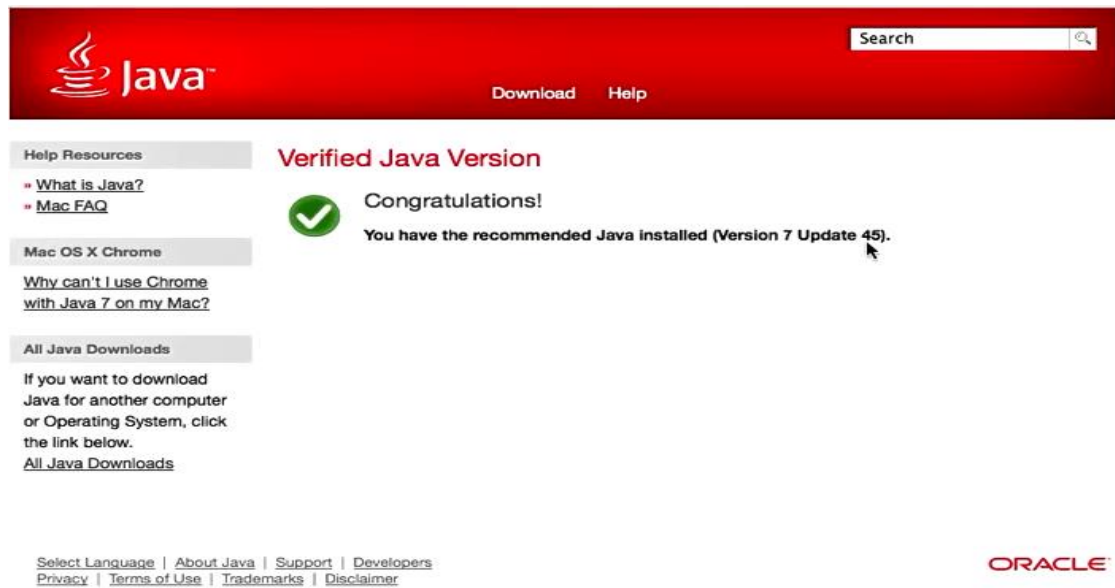 Java™
Search
Download Help
Help Resources
» What is Java?
» Mac FAQ
Mac OS X Chrome
Why can't I use Chrome
with Java 7 on my Mac?
All Java Downloads
If you want to download
Java for another computer
or Operating System, click
the link below.
All Java Downloads
Verified Java Version
Congratulations!
You have the recommended Java installed (Version 7 Update 45).
Select Language | About Java | Support | Developers
Privacy | Terms of Use | Trademarks | Disclaimer
ORACLE